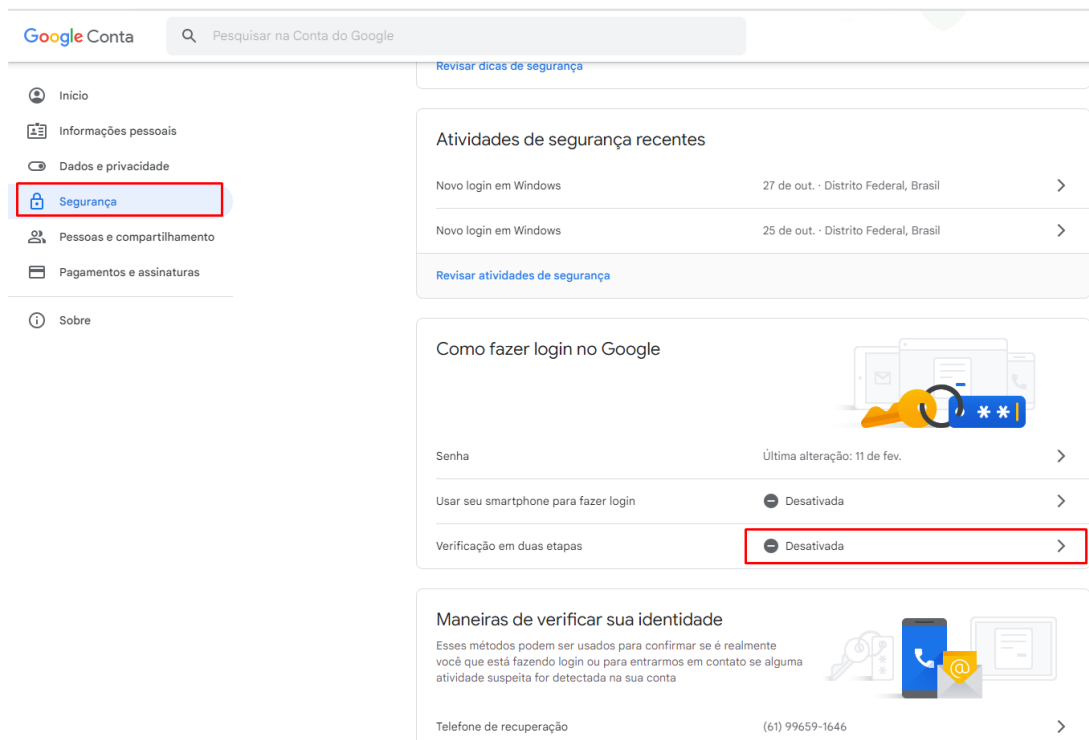 Google Conta
Pesquisar na Conta do Google
Revisar dicas de segurança
Início
Informações pessoais
Dados e privacidade
Segurança
Pessoas e compartilhamento
Pagamentos e assinaturas
Sobre
Atividades de segurança recentes
Novo login em Windows 27 de out. · Distrito Federal, Brasil
Novo login em Windows 25 de out. · Distrito Federal, Brasil
Revisar atividades de segurança
Como fazer login no Google
**
Senha Última alteração: 11 de fev.
Usar seu smartphone para fazer login Desativada
Verificação em duas etapas Desativada
Maneiras de verificar sua identidade
Esses métodos podem ser usados para confirmar se é realmente
você que está fazendo login ou para entrarmos em contato se alguma
atividade suspeita for detectada na sua conta
@
Telefone de recuperação (61) 99659-1646